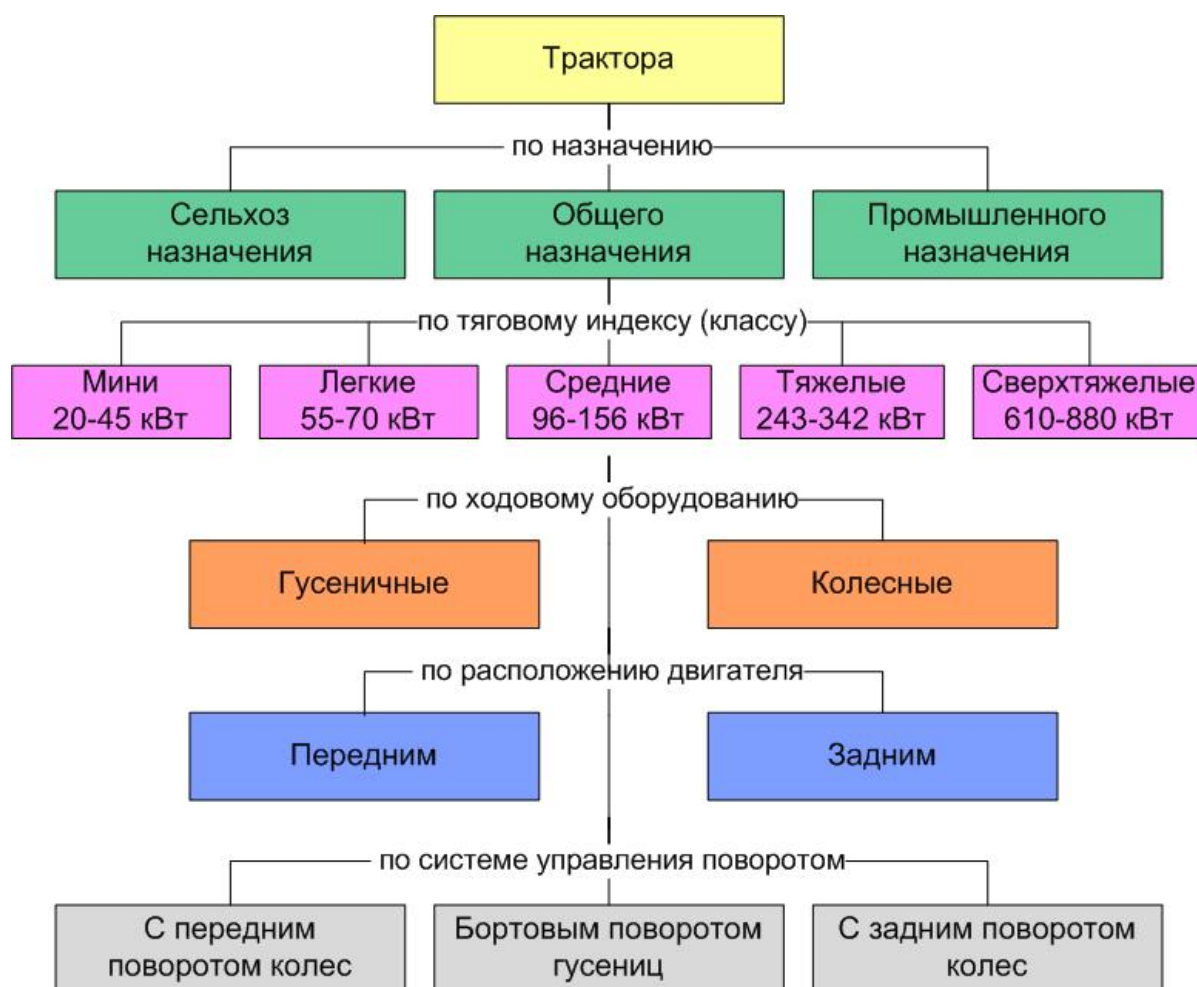 Трактора
по назначению
Сельхоз
назначения
Общего
назначения
Промышленного
назначения
по тяговому индексу (классу)
Мини
20-45 кВт
Легкие
55-70 кВт
Средние
96-156 кВт
Тяжелые
243-342 кВт
Сверхтяжелые
610-880 кВт
по ходовому оборудованию
Гусеничные
Колесные
по расположению двигателя
Передним
Задним
по системе управления поворотом
С передним
поворотом колес
Бортовым поворотом
гусениц
С задним поворотом
колес